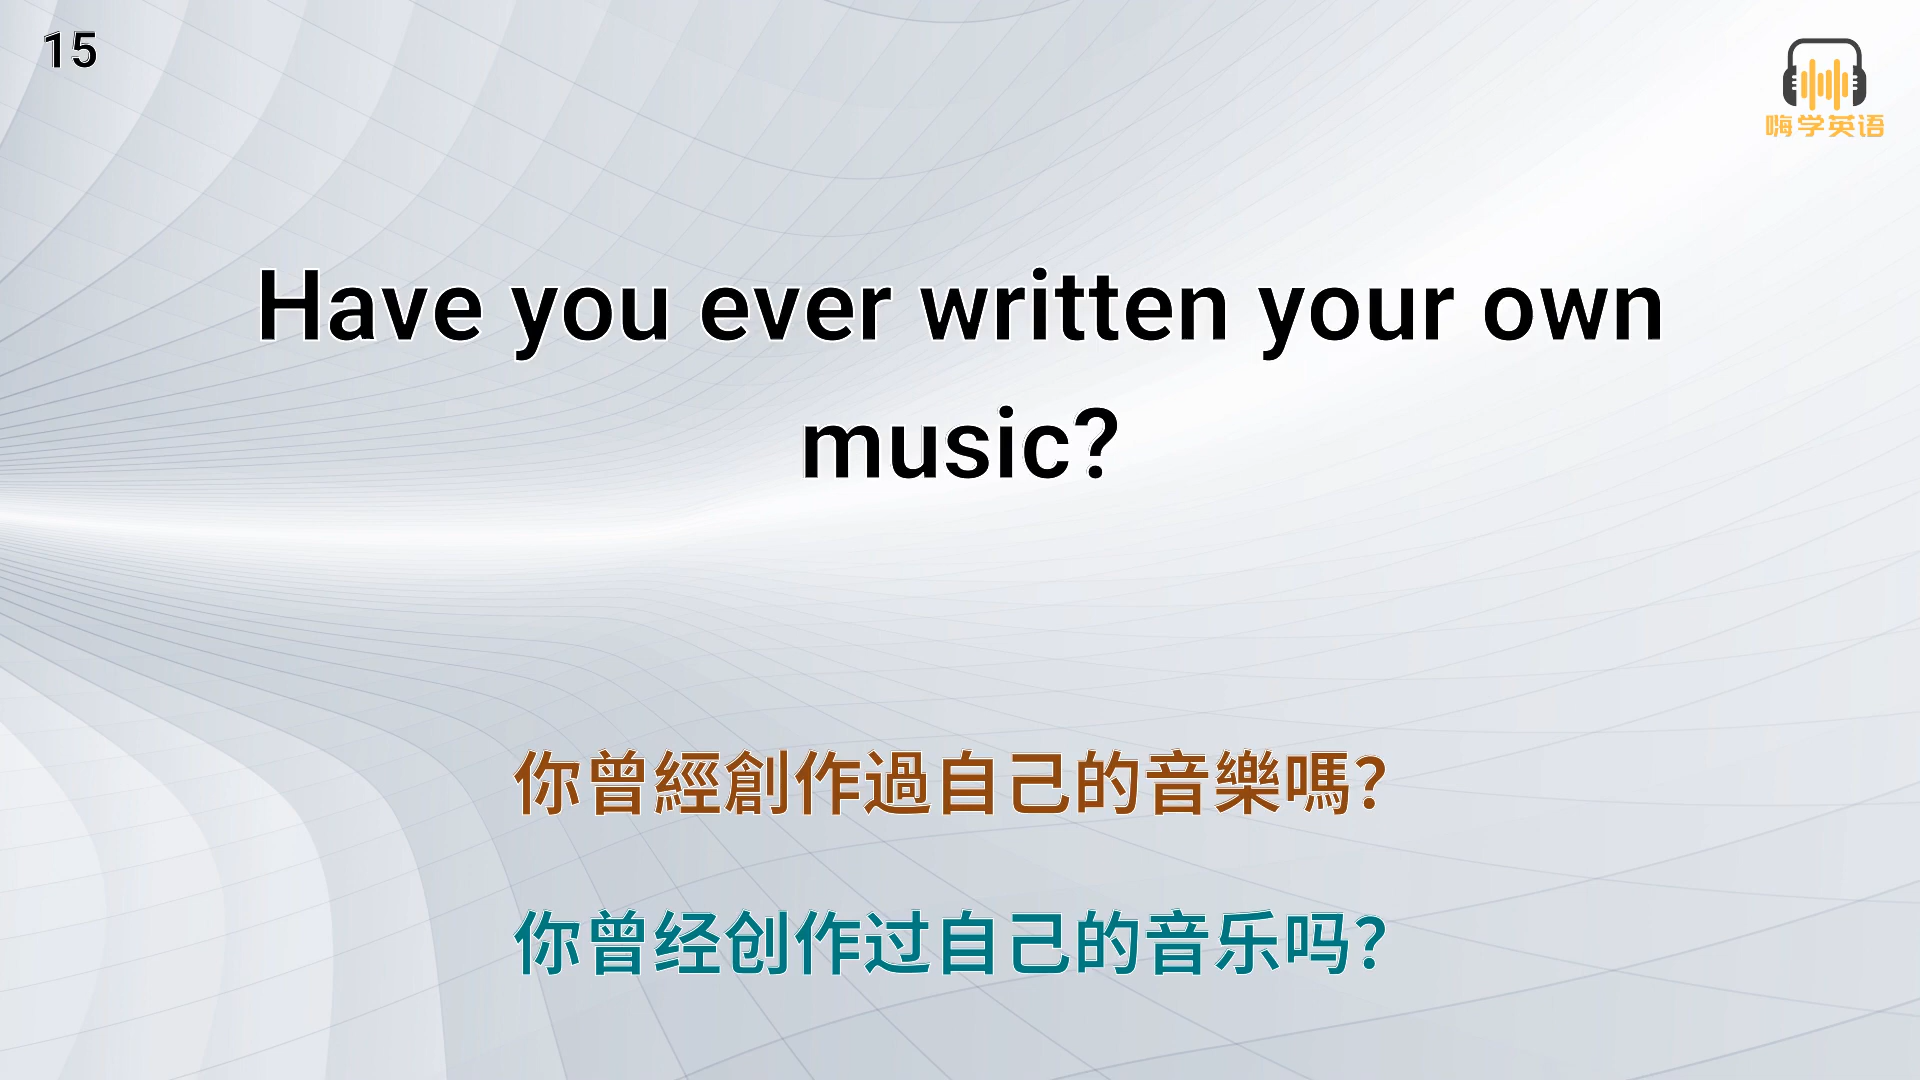 15
嗨学英语
Have you ever written your own
music?
你曾經創作過自己的音樂嗎?
你曾经创作过自己的音乐吗?